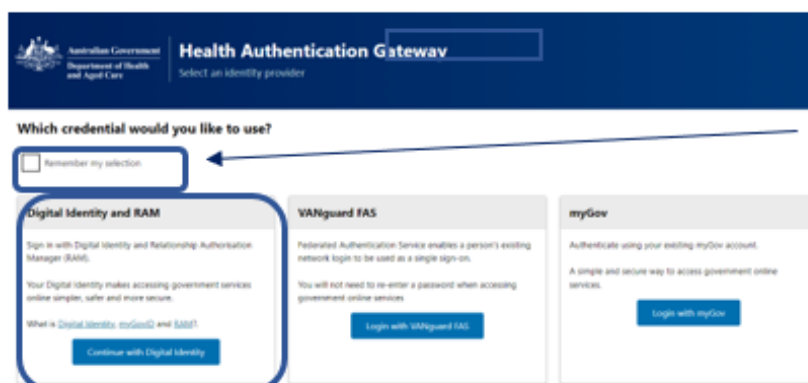 Australian Government
Department of Health
and Aged Care
Health Authentication Gateway
Select an identity provider
Which credential would you like to use?
Remember my selection
Digital Identity and RAM
Sign in with Digital Identity and Relationship Authorisation
Manager (RAM).
Your Digital Identity makes accessing government services
online simpler, safer and more secure.
What is Digital Identity, myGovID and RAM?.
Continue with Digital Identity
VANguard FAS
Federated Authentication Service enables a person's existing
network login to be used as a single sign-on.
You will not need to re-enter a password when accessing
government online services
Login with VANguard FAS
myGov
Authenticate using your existing myGov account.
A simple and secure way to access government online
services.
Login with myGov